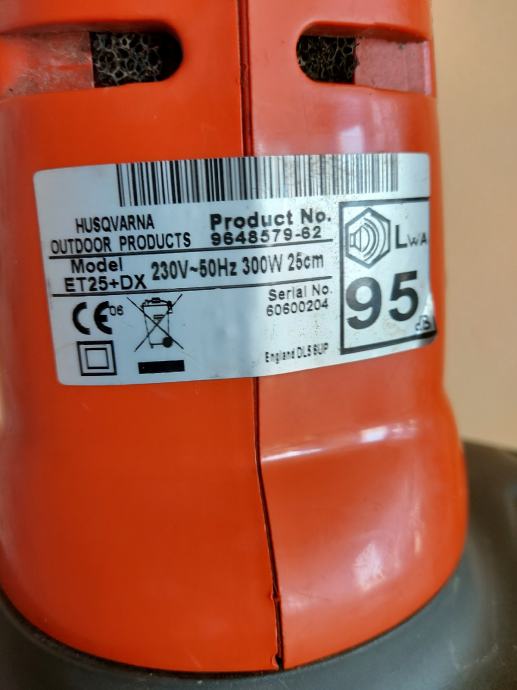 HUSQVARNA
OUTDOOR PRODUCTS
Product No.
9648579-62
Model
ET25+DX
230V~50Hz 300W 25cm
Serial No.
60600204
CE 06
England DL5 6UP
LWA
95
dB